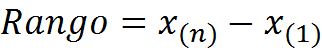 Rango = x₍ₙ₎ − x₍₁₎